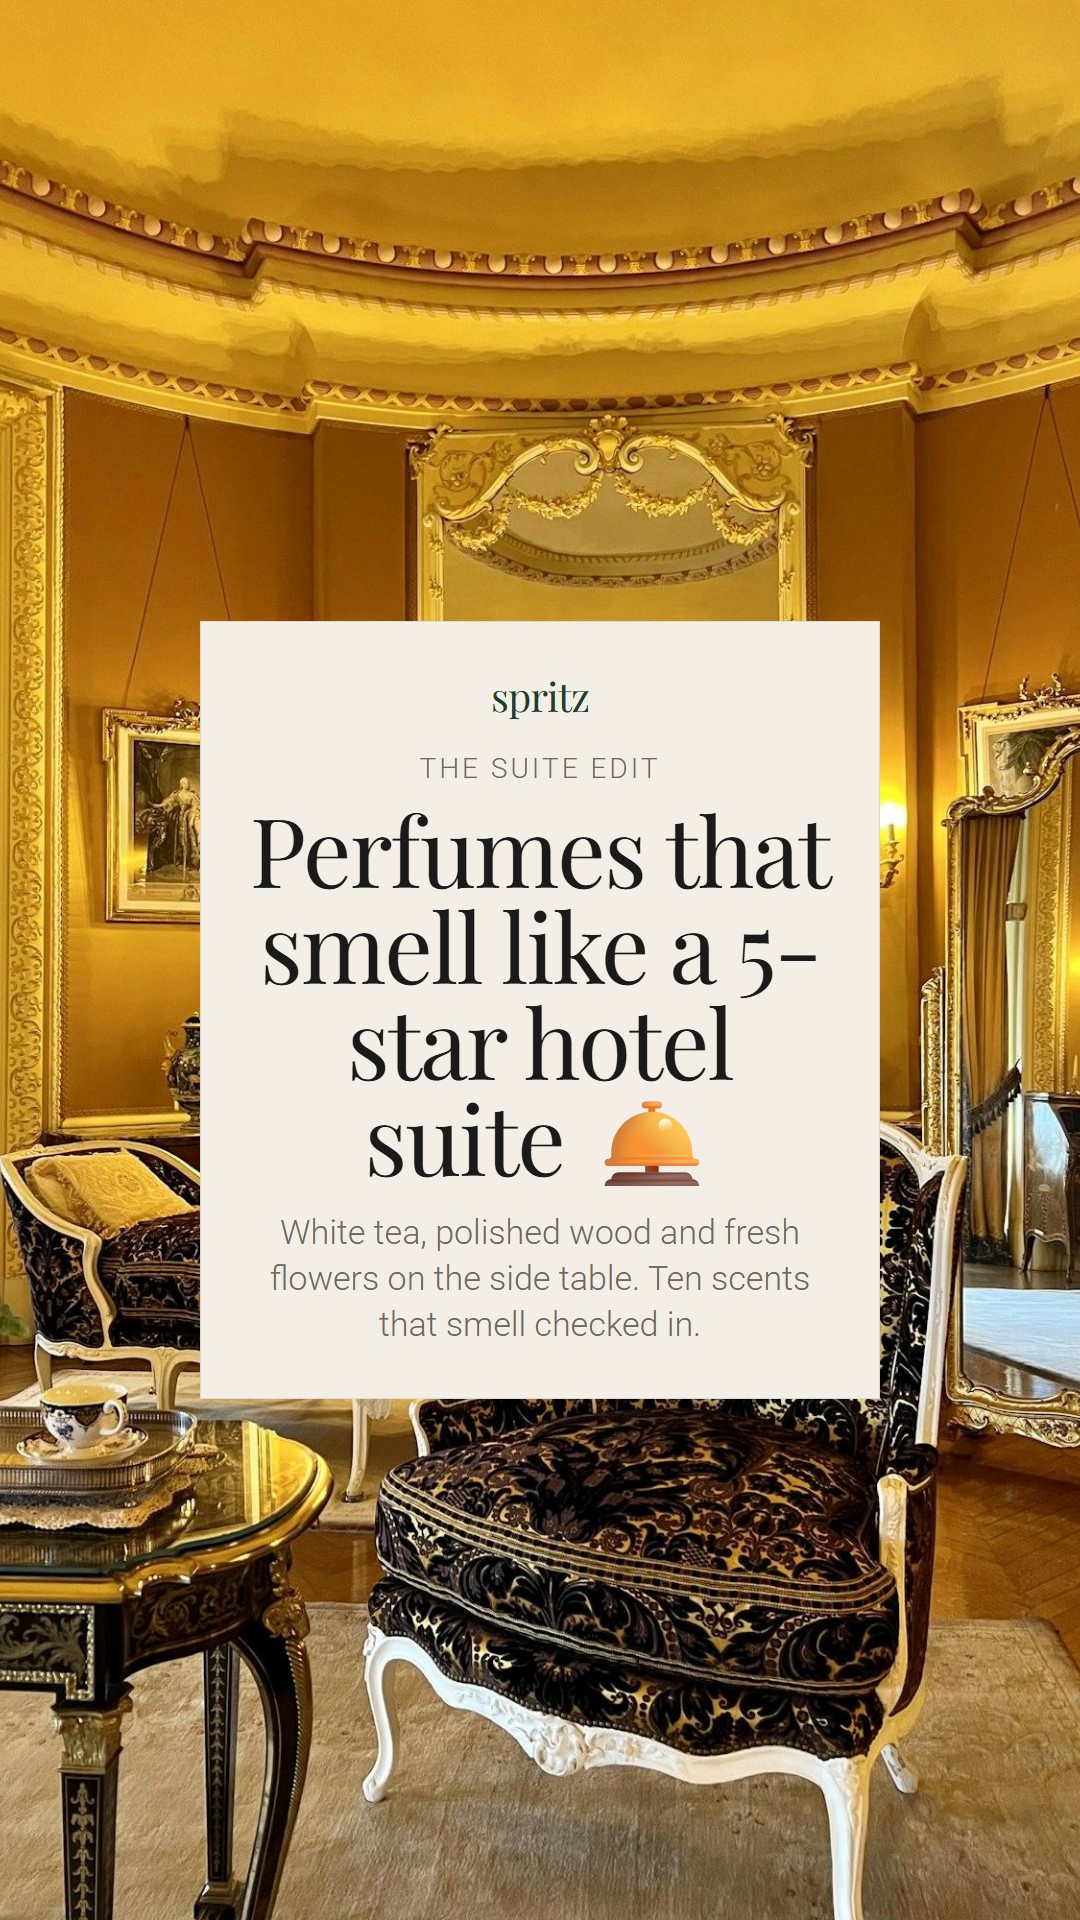 spritz
THE SUITE EDIT
Perfumes that
smell like a 5-
star hotel
suite 🛎️
White tea, polished wood and fresh
flowers on the side table. Ten scents
that smell checked in.